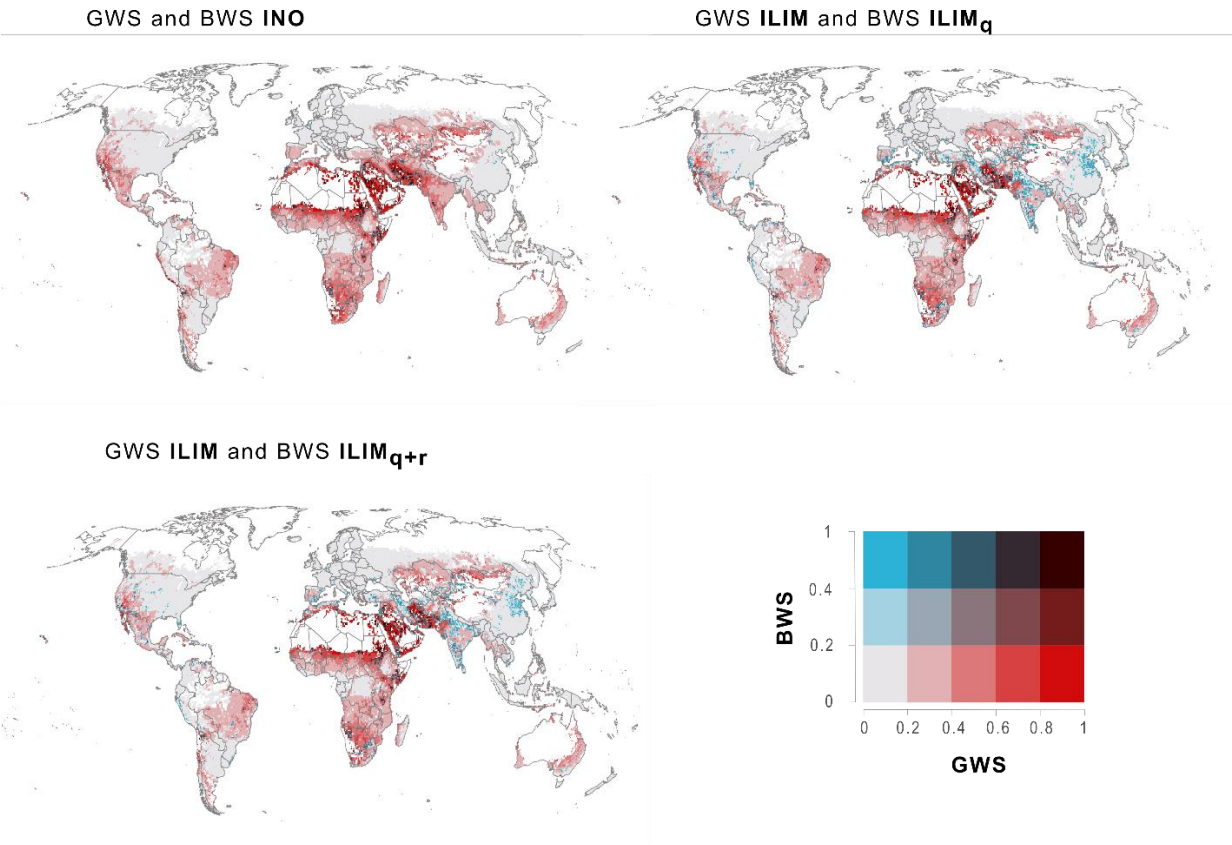 GWS and BWS INO
GWS ILIM and BWS ILIMq
GWS ILIM and BWS ILIMq+r
1
0.4
0.2
0
BWS
0 0.2 0.4 0.6 0.8 1
GWS